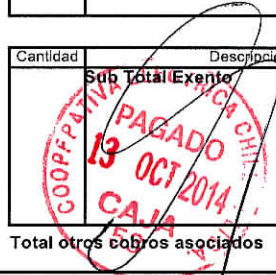 Cantidad Descripci
Sub Total Exento
PAGADO
13 OCT 2014
CAJA
Total otros cobros asociados